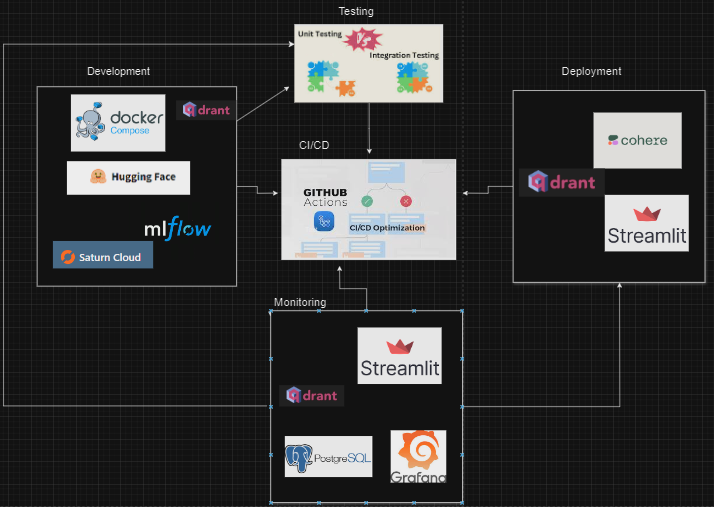 Testing
Unit Testing
Integration Testing
Development
docker
Compose
drant
Hugging Face
mlflow
Saturn Cloud
CI/CD
GITHUB
Actions
CI/CD Optimization
Deployment
cohere
drant
Streamlit
Monitoring
Streamlit
drant
PostgreSQL
Grafana